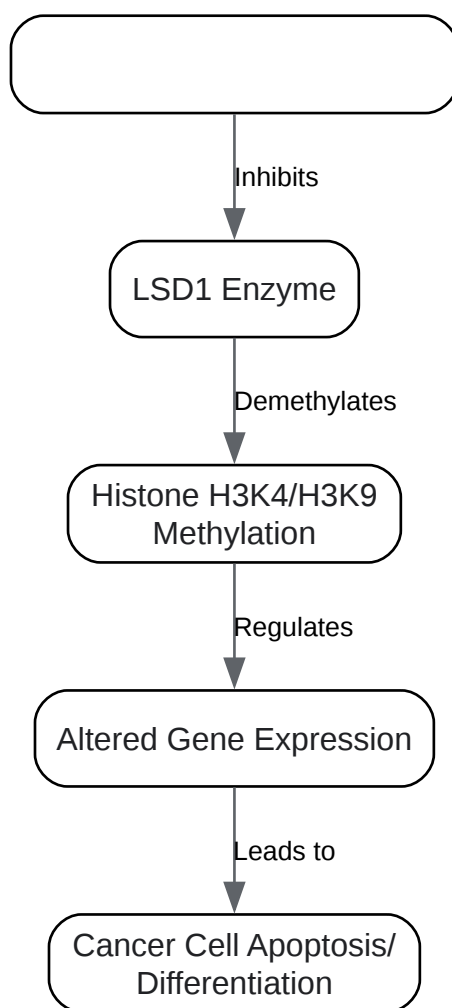 Inhibits
LSD1 Enzyme
Demethylates
Histone H3K4/H3K9
Methylation
Regulates
Altered Gene Expression
Leads to
Cancer Cell Apoptosis/
Differentiation